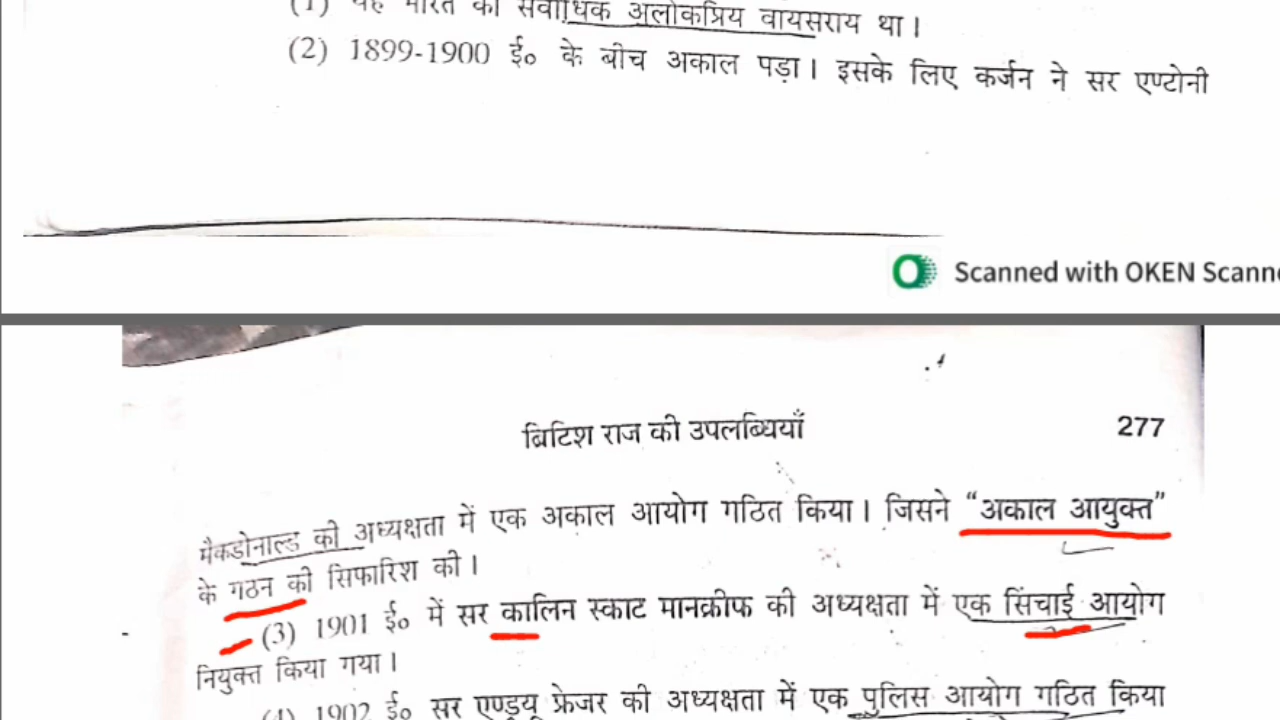 (1) यह भारत का सर्वाधिक अलोकप्रिय वायसराय था।
(2) 1899-1900 ई० के बीच अकाल पड़ा। इसके लिए कर्जन ने सर एण्टोनी
Scanned with OKEN Scanne
ब्रिटिश राज की उपलब्धियाँ 277
मैकडोनाल्ड की अध्यक्षता में एक अकाल आयोग गठित किया। जिसने “अकाल आयुक्त”
के गठन की सिफारिश की।
(3) 1901 ई० में सर कालिन स्काट मानक्रीफ की अध्यक्षता में एक सिंचाई आयोग
नियुक्त किया गया।
(4) 1902 ई० सर एण्ड्रयू फ्रेजर की अध्यक्षता में एक पुलिस आयोग गठित किया